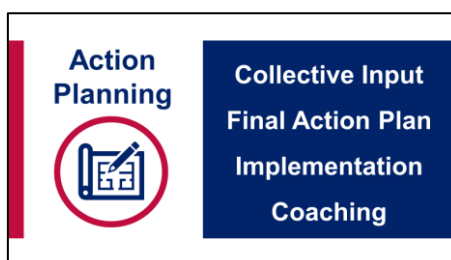 Action
Planning
Collective Input
Final Action Plan
Implementation
Coaching